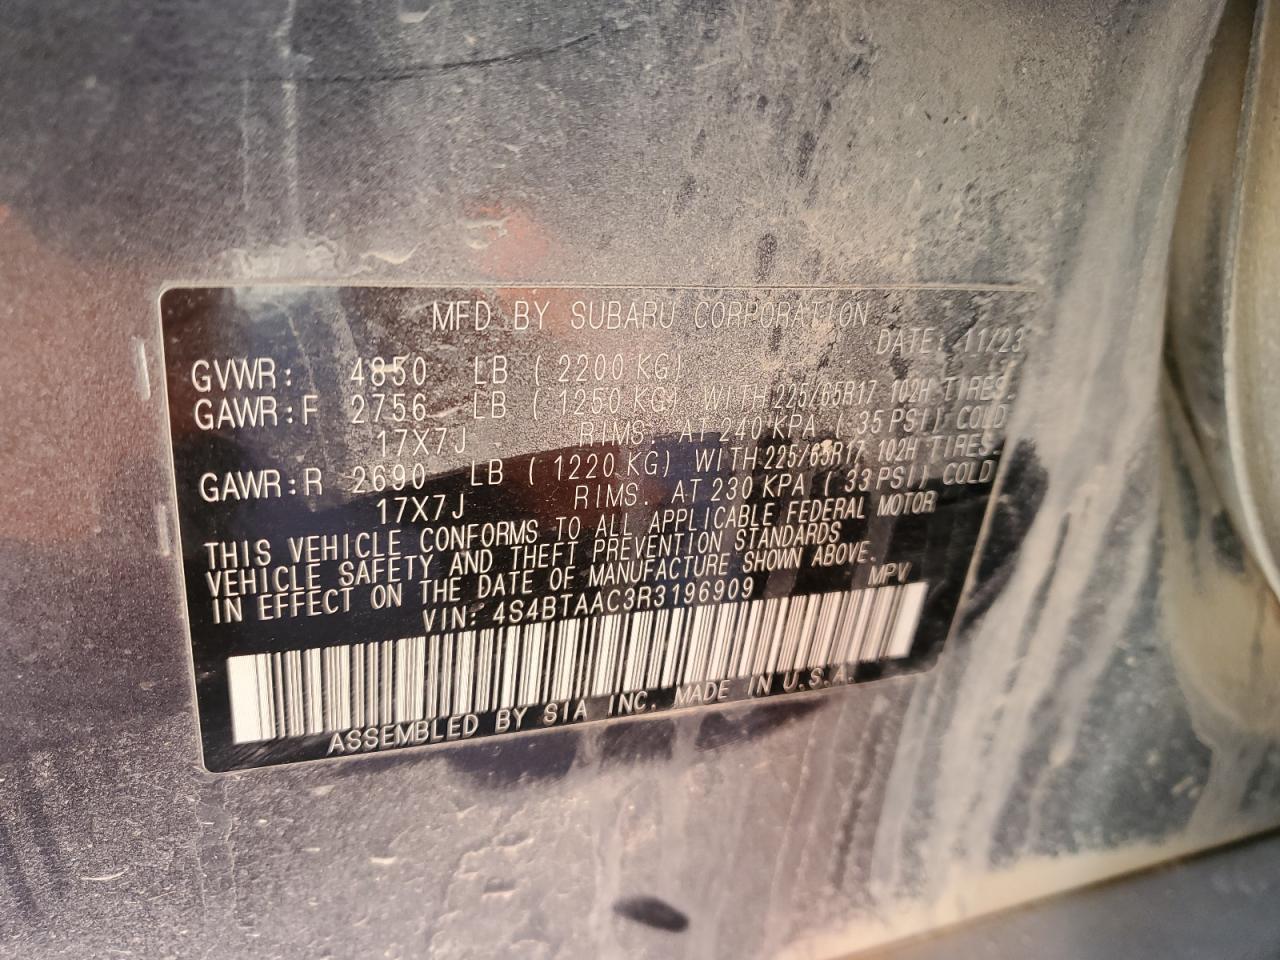 MFD BY SUBARU CORPORATION
DATE: 11/23
GVWR: 4850 LB ( 2200 KG)
GAWR:F 2756 LB ( 1250 KG) WITH 225/65R17 102H TIRES.
17X7J RIMS. AT 240 KPA ( 35 PSI) COLD
GAWR:R 2690 LB ( 1220 KG) WITH 225/65R17 102H TIRES.
17X7J RIMS. AT 230 KPA ( 33 PSI) COLD
THIS VEHICLE CONFORMS TO ALL APPLICABLE FEDERAL MOTOR
VEHICLE SAFETY AND THEFT PREVENTION STANDARDS
IN EFFECT ON THE DATE OF MANUFACTURE SHOWN ABOVE.
VIN: 4S4BTAAC3R3196909 MPV
ASSEMBLED BY SIA INC. MADE IN U.S.A.